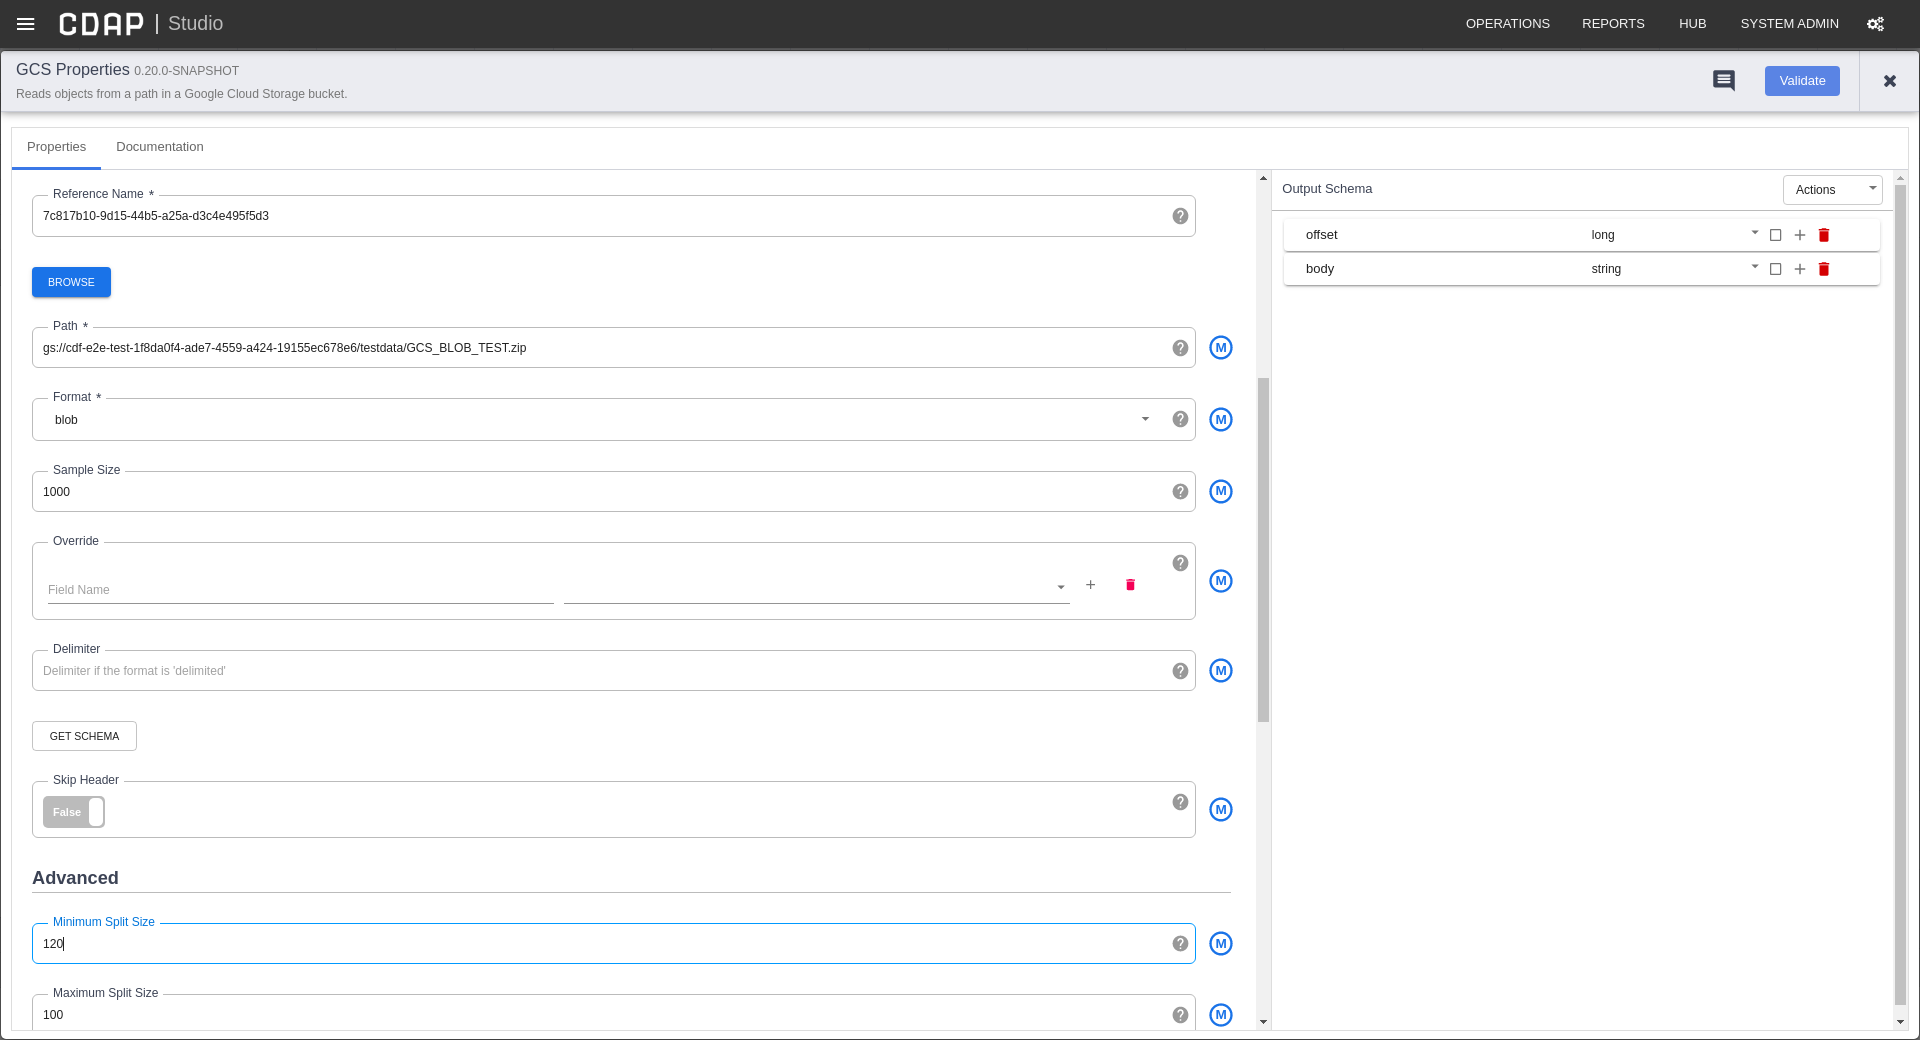 CDAP | Studio
OPERATIONS REPORTS HUB SYSTEM ADMIN
GCS Properties 0.20.0-SNAPSHOT
Reads objects from a path in a Google Cloud Storage bucket.
Validate
Properties Documentation
Reference Name *
7c817b10-9d15-44b5-a25a-d3c4e495f5d3
BROWSE
Path *
gs://cdf-e2e-test-1f8da0f4-ade7-4559-a424-19155ec678e6/testdata/GCS_BLOB_TEST.zip
M
Format *
blob
M
Sample Size
1000
M
Override
Field Name
M
Delimiter
Delimiter if the format is 'delimited'
M
GET SCHEMA
Skip Header
False
M
Advanced
Minimum Split Size
120
M
Maximum Split Size
100
M
Output Schema
Actions
offset long
body string